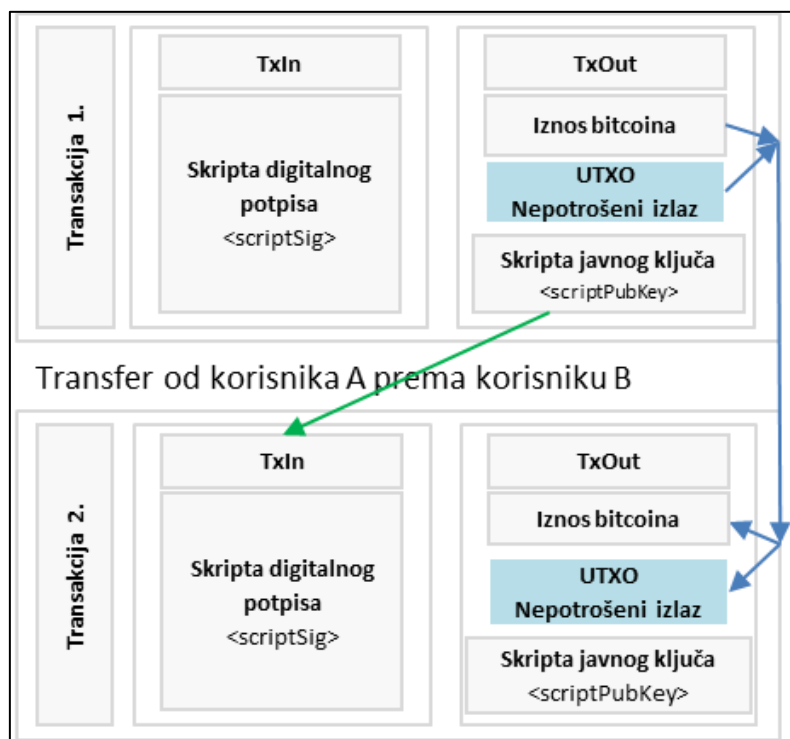 Transakcija 1.
TxIn
Skripta digitalnog
potpisa
<scriptSig>
TxOut
Iznos bitcoina
UTXO
Nepotrošeni izlaz
Skripta javnog ključa
<scriptPubKey>
Transfer od korisnika A prema korisniku B
Transakcija 2.
TxIn
Skripta digitalnog
potpisa
<scriptSig>
TxOut
Iznos bitcoina
UTXO
Nepotrošeni izlaz
Skripta javnog ključa
<scriptPubKey>